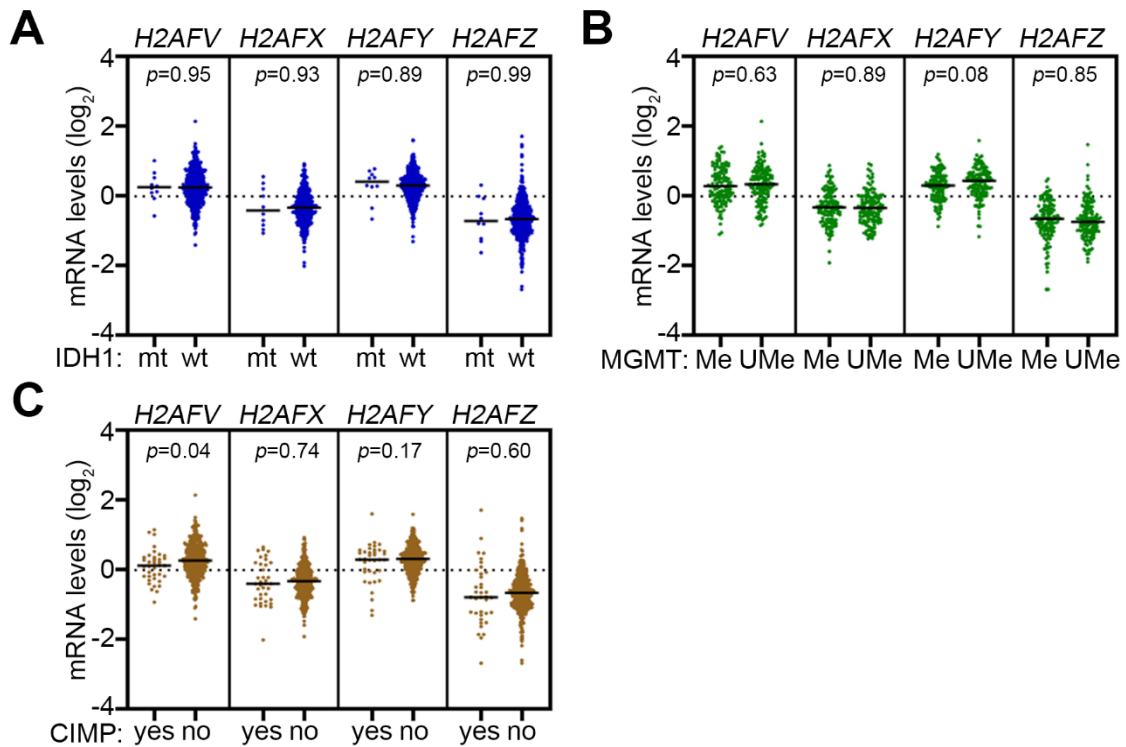 A
H2AFV H2AFX H2AFY H2AFZ
p=0.95 p=0.93 p=0.89 p=0.99
mRNA levels (log2)
4
2
0
-2
-4
IDH1: mt wt mt wt mt wt mt wt
B
H2AFV H2AFX H2AFY H2AFZ
p=0.63 p=0.89 p=0.08 p=0.85
mRNA levels (log2)
4
2
0
-2
-4
MGMT: Me UMe Me UMe Me UMe Me UMe
C
H2AFV H2AFX H2AFY H2AFZ
p=0.04 p=0.74 p=0.17 p=0.60
mRNA levels (log2)
4
2
0
-2
-4
CIMP: yes no yes no yes no yes no